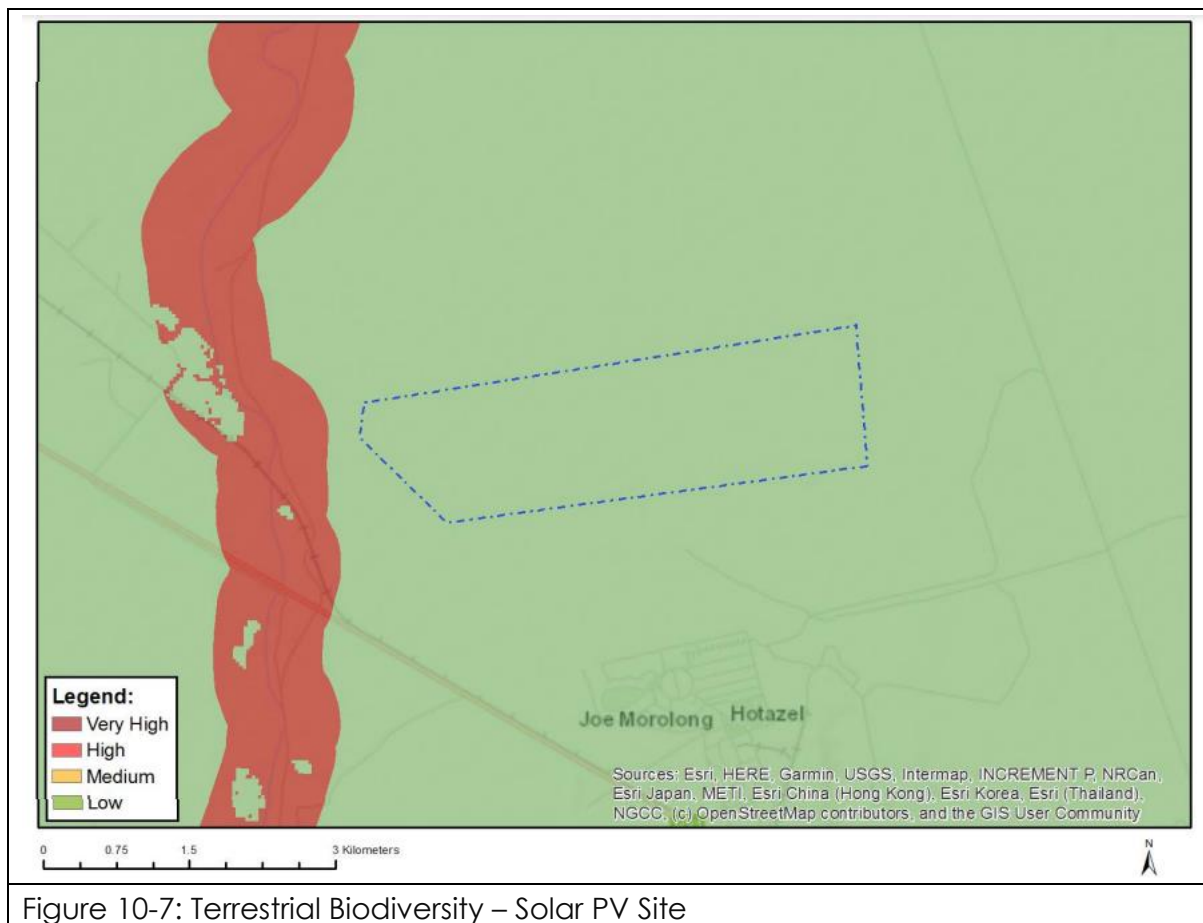 Legend:
Very High
High
Medium
Low
Joe Morolong
Hotazel
Sources: Esri, HERE, Garmin, USGS, Intermap, INCREMENT P, NRCan,
Esri Japan, METI, Esri China (Hong Kong), Esri Korea, Esri (Thailand),
NGCC, (c) OpenStreetMap contributors, and the GIS User Community
0 0.75 1.5 3 Kilometers
N
Figure 10-7: Terrestrial Biodiversity – Solar PV Site